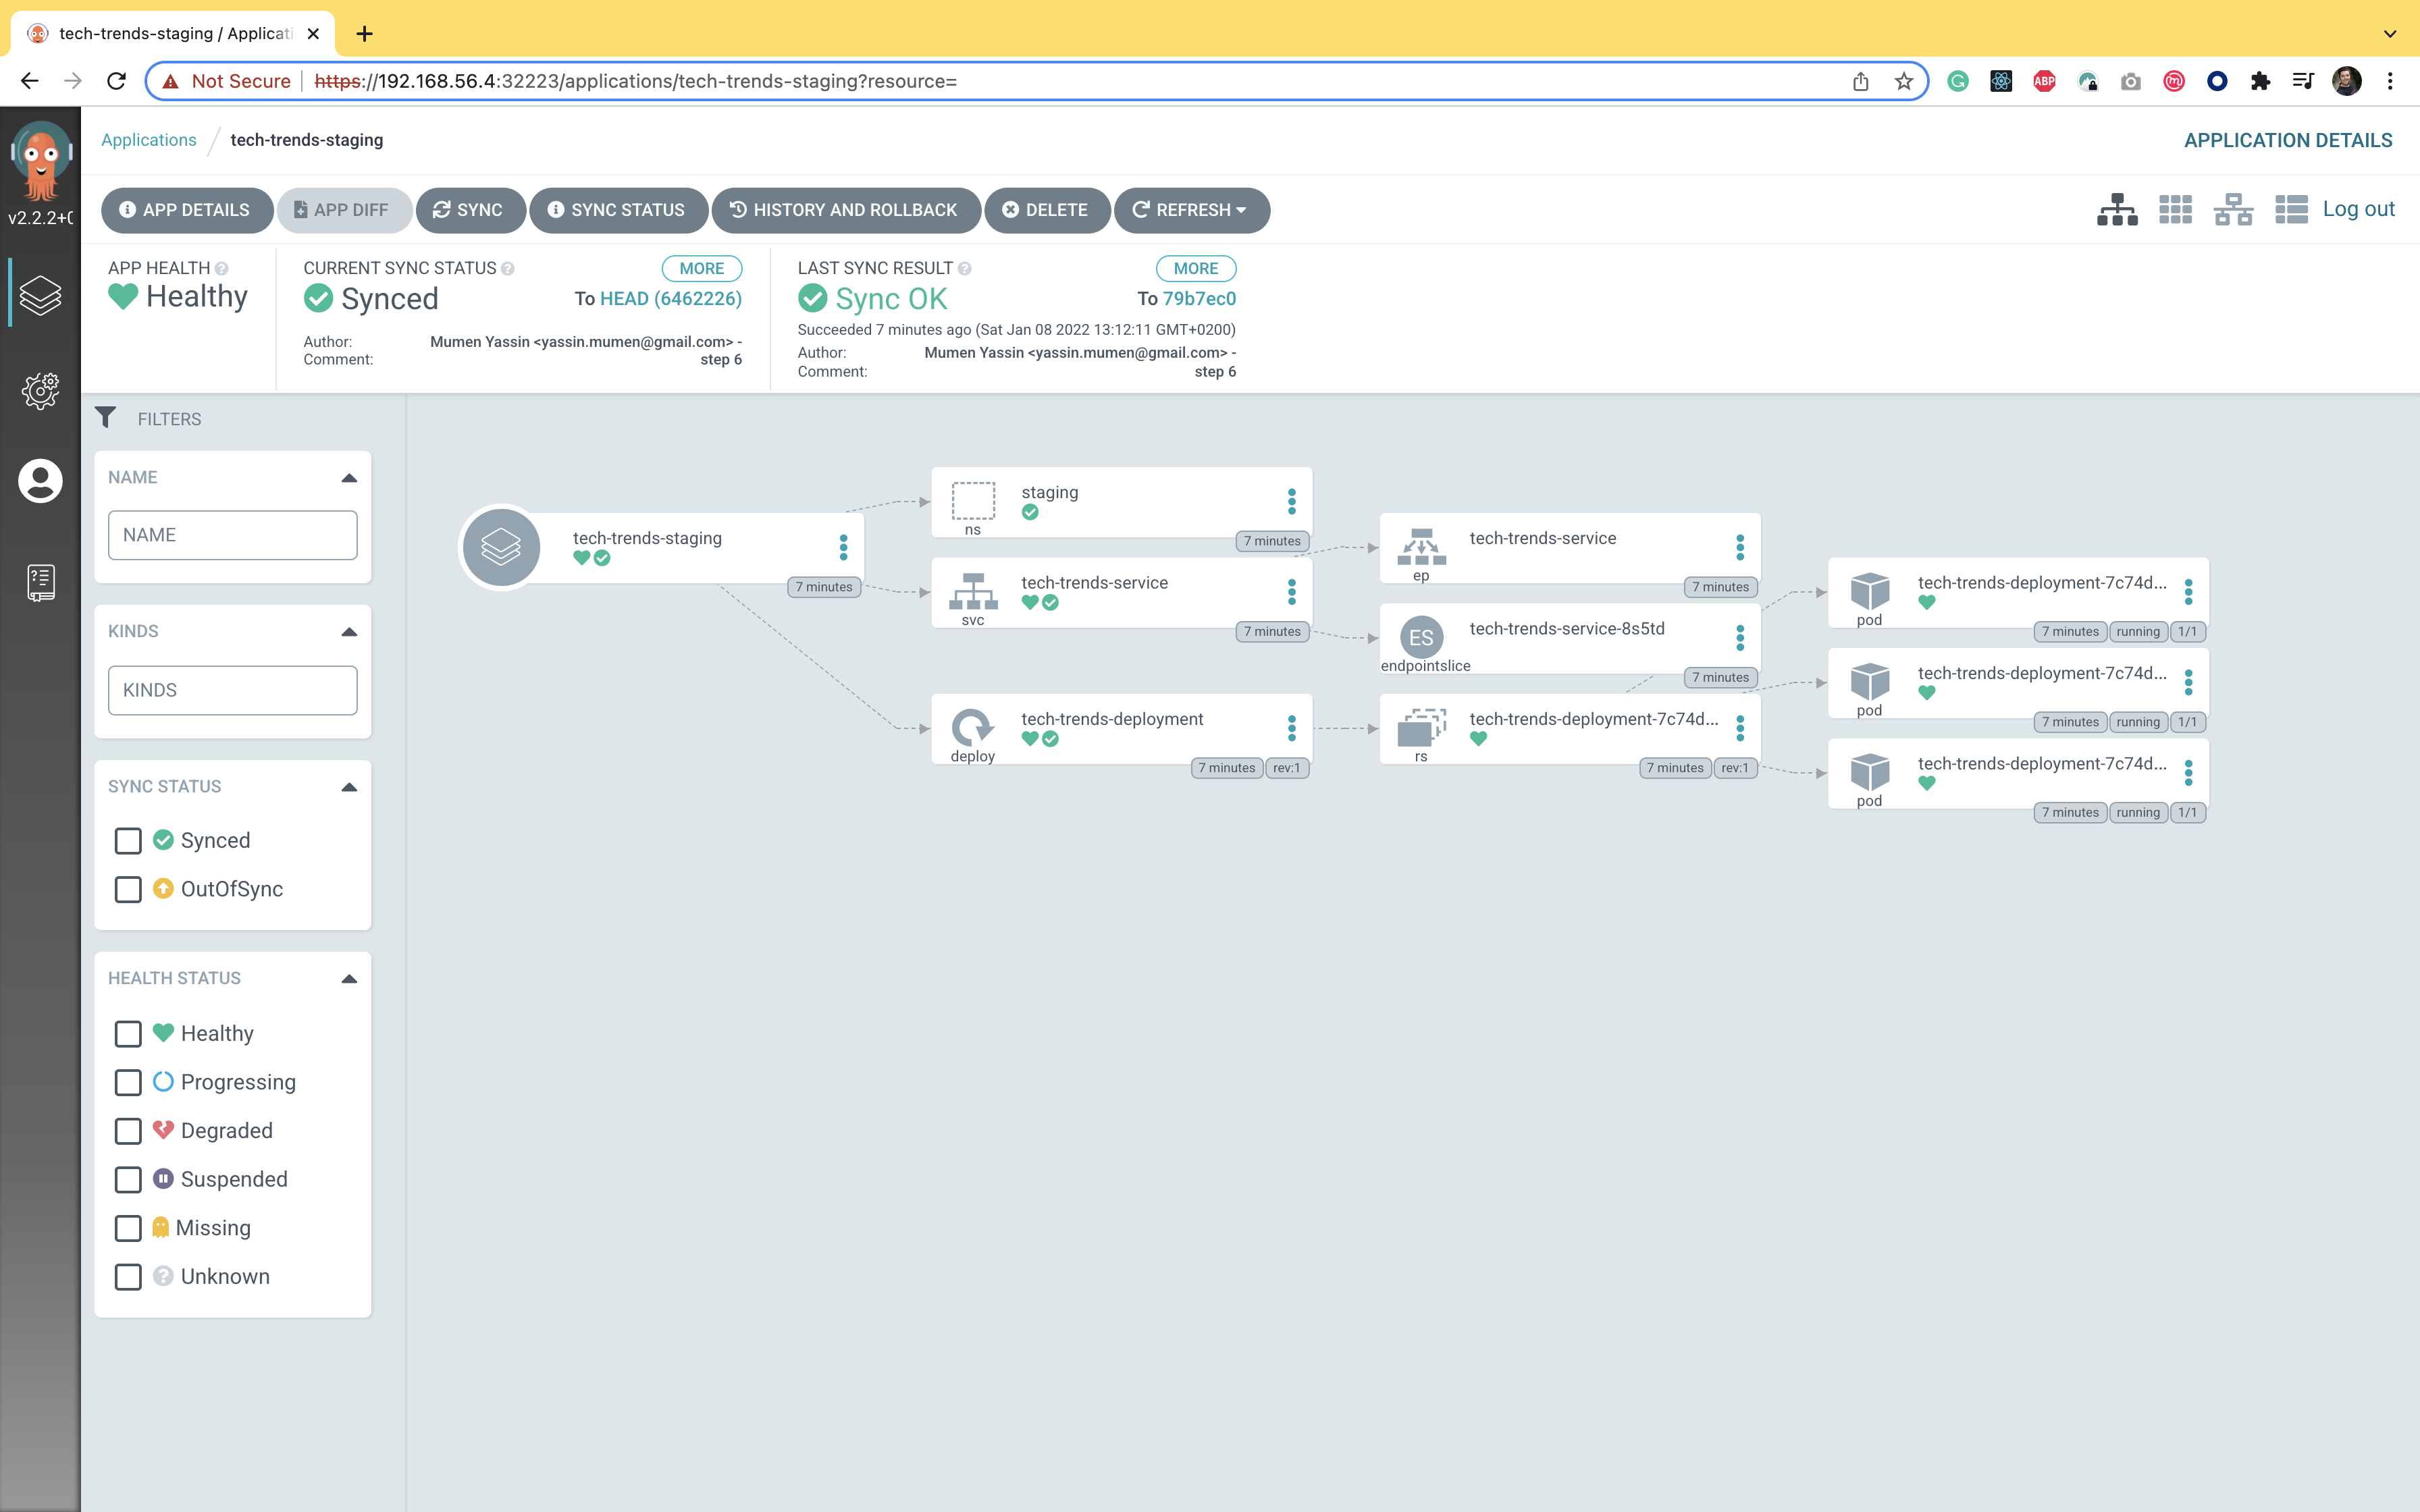 tech-trends-staging / Applicati
Not Secure https://192.168.56.4:32223/applications/tech-trends-staging?resource=
ABP
v2.2.2+0
Applications / tech-trends-staging
APPLICATION DETAILS
APP DETAILS APP DIFF SYNC SYNC STATUS HISTORY AND ROLLBACK DELETE REFRESH
Log out
APP HEALTH
Healthy
CURRENT SYNC STATUS MORE
Synced To HEAD (6462226)
Author: Mumen Yassin <yassin.mumen@gmail.com> -
Comment: step 6
LAST SYNC RESULT MORE
Sync OK To 79b7ec0
Succeeded 7 minutes ago (Sat Jan 08 2022 13:12:11 GMT+0200)
Author: Mumen Yassin <yassin.mumen@gmail.com> -
Comment: step 6
FILTERS
NAME
NAME
KINDS
KINDS
SYNC STATUS
Synced
OutOfSync
HEALTH STATUS
Healthy
Progressing
Degraded
Suspended
Missing
Unknown
tech-trends-staging
7 minutes
staging
ns
7 minutes
tech-trends-service
svc
7 minutes
tech-trends-deployment
deploy
7 minutes rev:1
tech-trends-service
ep
7 minutes
ES
tech-trends-service-8s5td
endpointslice
7 minutes
tech-trends-deployment-7c74d...
rs
7 minutes rev:1
tech-trends-deployment-7c74d...
pod
7 minutes running 1/1
tech-trends-deployment-7c74d...
pod
7 minutes running 1/1
tech-trends-deployment-7c74d...
pod
7 minutes running 1/1